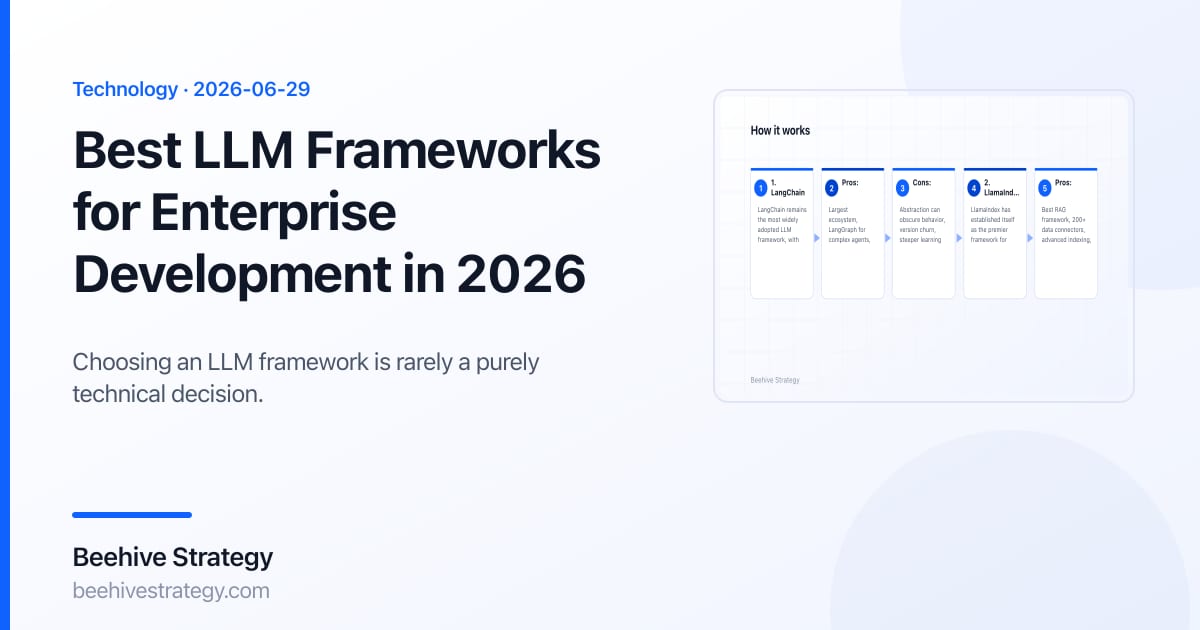 Technology · 2026-06-29
Best LLM Frameworks
for Enterprise
Development in 2026
Choosing an LLM framework is rarely a purely
technical decision.
Beehive Strategy
beehivestrategy.com
How it works
1
1.
LangChain
LangChain remains
the most widely
adopted LLM
framework, with
2
Pros:
Largest
ecosystem,
LangGraph for
complex agents,
3
Cons:
Abstraction can
obscure behavior,
version churn,
steeper learning
4
2.
LlamaInd...
LlamaIndex has
established itself
as the premier
framework for
5
Pros:
Best RAG
framework, 200+
data connectors,
advanced indexing,
Beehive Strategy